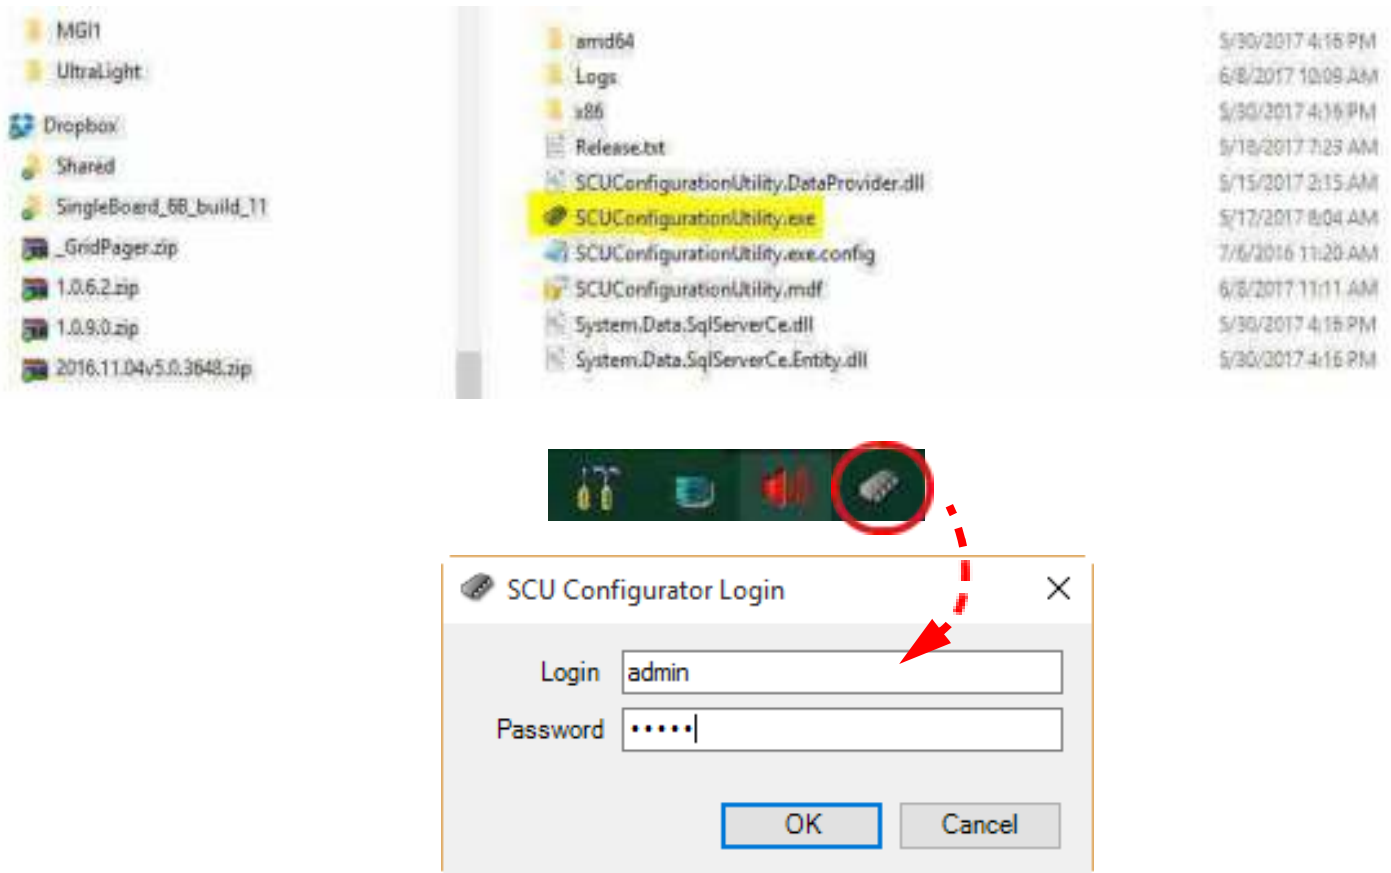 MGI1
UltraLight
Dropbox
Shared
SingleBoard_6B_build_11
_GridPager.zip
1.0.6.2.zip
1.0.9.0.zip
2016.11.04v5.0.3648.zip
amd64 5/30/2017 4:16 PM
Logs 6/8/2017 10:09 AM
x86 5/30/2017 4:16 PM
Release.txt 5/18/2017 7:23 AM
SCUConfigurationUtility.DataProvider.dll 5/15/2017 2:15 AM
SCUConfigurationUtility.exe 5/17/2017 8:04 AM
SCUConfigurationUtility.exe.config 7/6/2016 11:20 AM
SCUConfigurationUtility.mdf 6/8/2017 11:11 AM
System.Data.SqlServerCe.dll 5/30/2017 4:16 PM
System.Data.SqlServerCe.Entity.dll 5/30/2017 4:16 PM
SCU Configurator Login
Login admin
Password •••••
OK Cancel